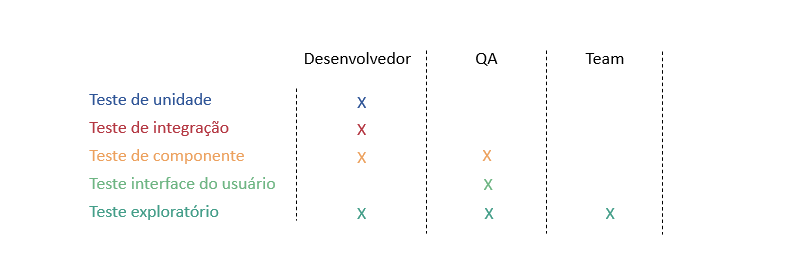 Desenvolvedor QA Team
Teste de unidade X
Teste de integração X
Teste de componente X X
Teste interface do usuário X
Teste exploratório X X X